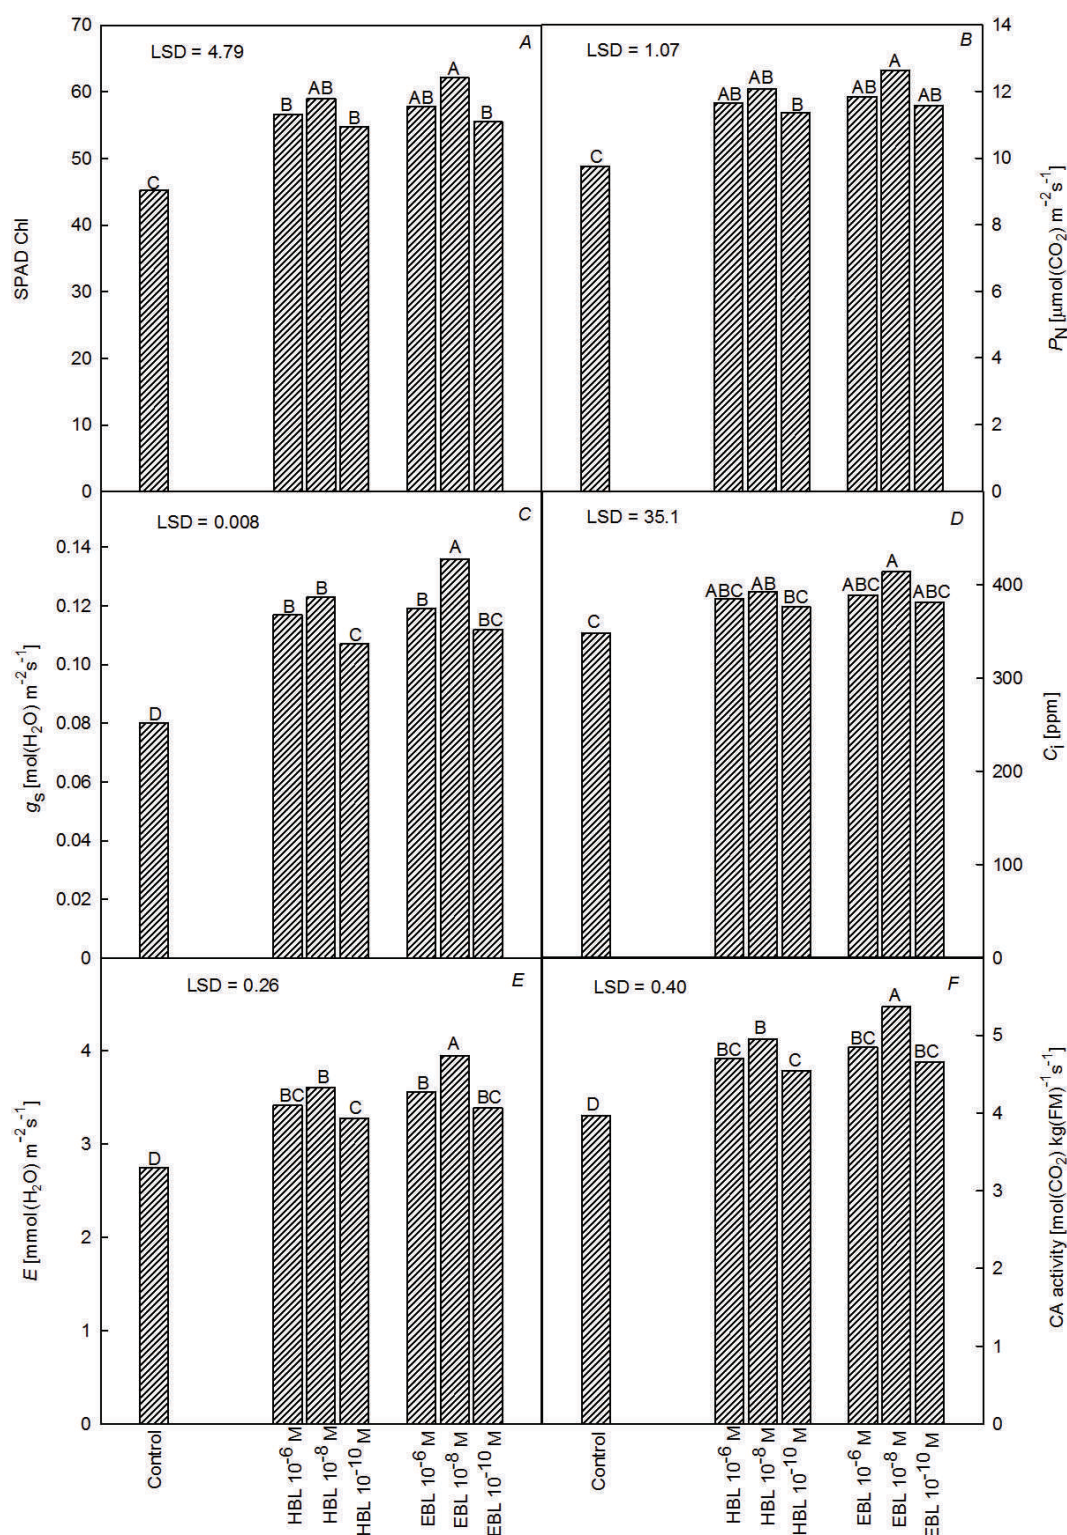 LSD = 4.79
A
70
60
50
40
30
20
10
0
SPAD Chl
C
B
AB
B
AB
A
B
LSD = 1.07
B
14
12
10
8
6
4
2
0
P_N [µmol(CO₂) m⁻²s⁻¹]
C
AB
AB
B
AB
A
AB
LSD = 0.008
C
0.14
0.12
0.10
0.08
0.06
0.04
0.02
0
g_s [mol(H₂O) m⁻²s⁻¹]
D
B
B
C
B
A
BC
LSD = 35.1
D
400
300
200
100
0
C_i [ppm]
C
ABC
AB
BC
ABC
A
ABC
LSD = 0.26
E
4
3
2
1
0
E [mmol(H₂O) m⁻²s⁻¹]
D
BC
B
C
B
A
BC
LSD = 0.40
F
5
4
3
2
1
0
CA activity [mol(CO₂) kg(FM)⁻¹s⁻¹]
D
BC
B
C
BC
A
BC
Control
HBL 10⁻⁶ M
HBL 10⁻⁸ M
HBL 10⁻¹⁰ M
EBL 10⁻⁶ M
EBL 10⁻⁸ M
EBL 10⁻¹⁰ M
Control
HBL 10⁻⁶ M
HBL 10⁻⁸ M
HBL 10⁻¹⁰ M
EBL 10⁻⁶ M
EBL 10⁻⁸ M
EBL 10⁻¹⁰ M